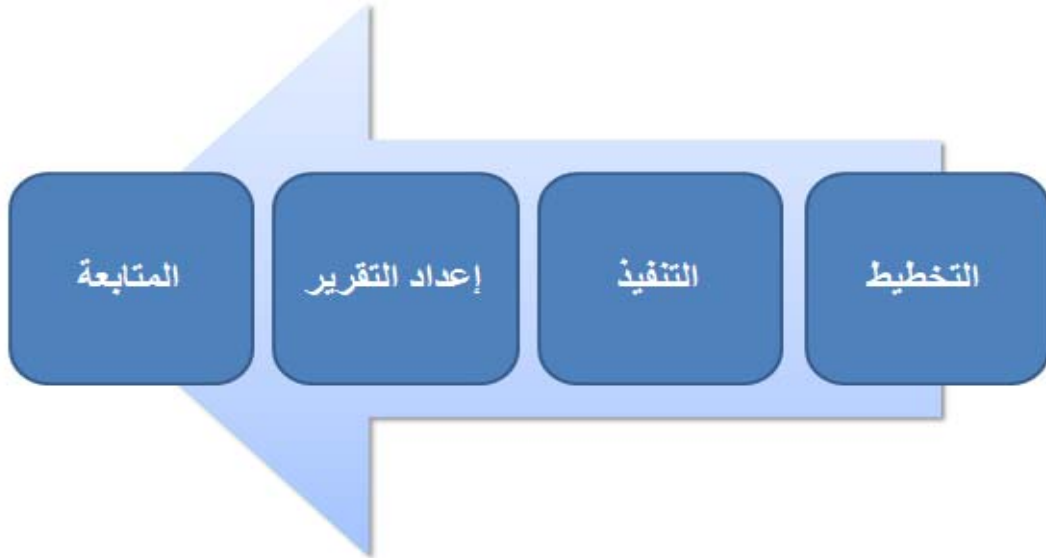 التخطيط
التنفيذ
إعداد التقرير
المتابعة